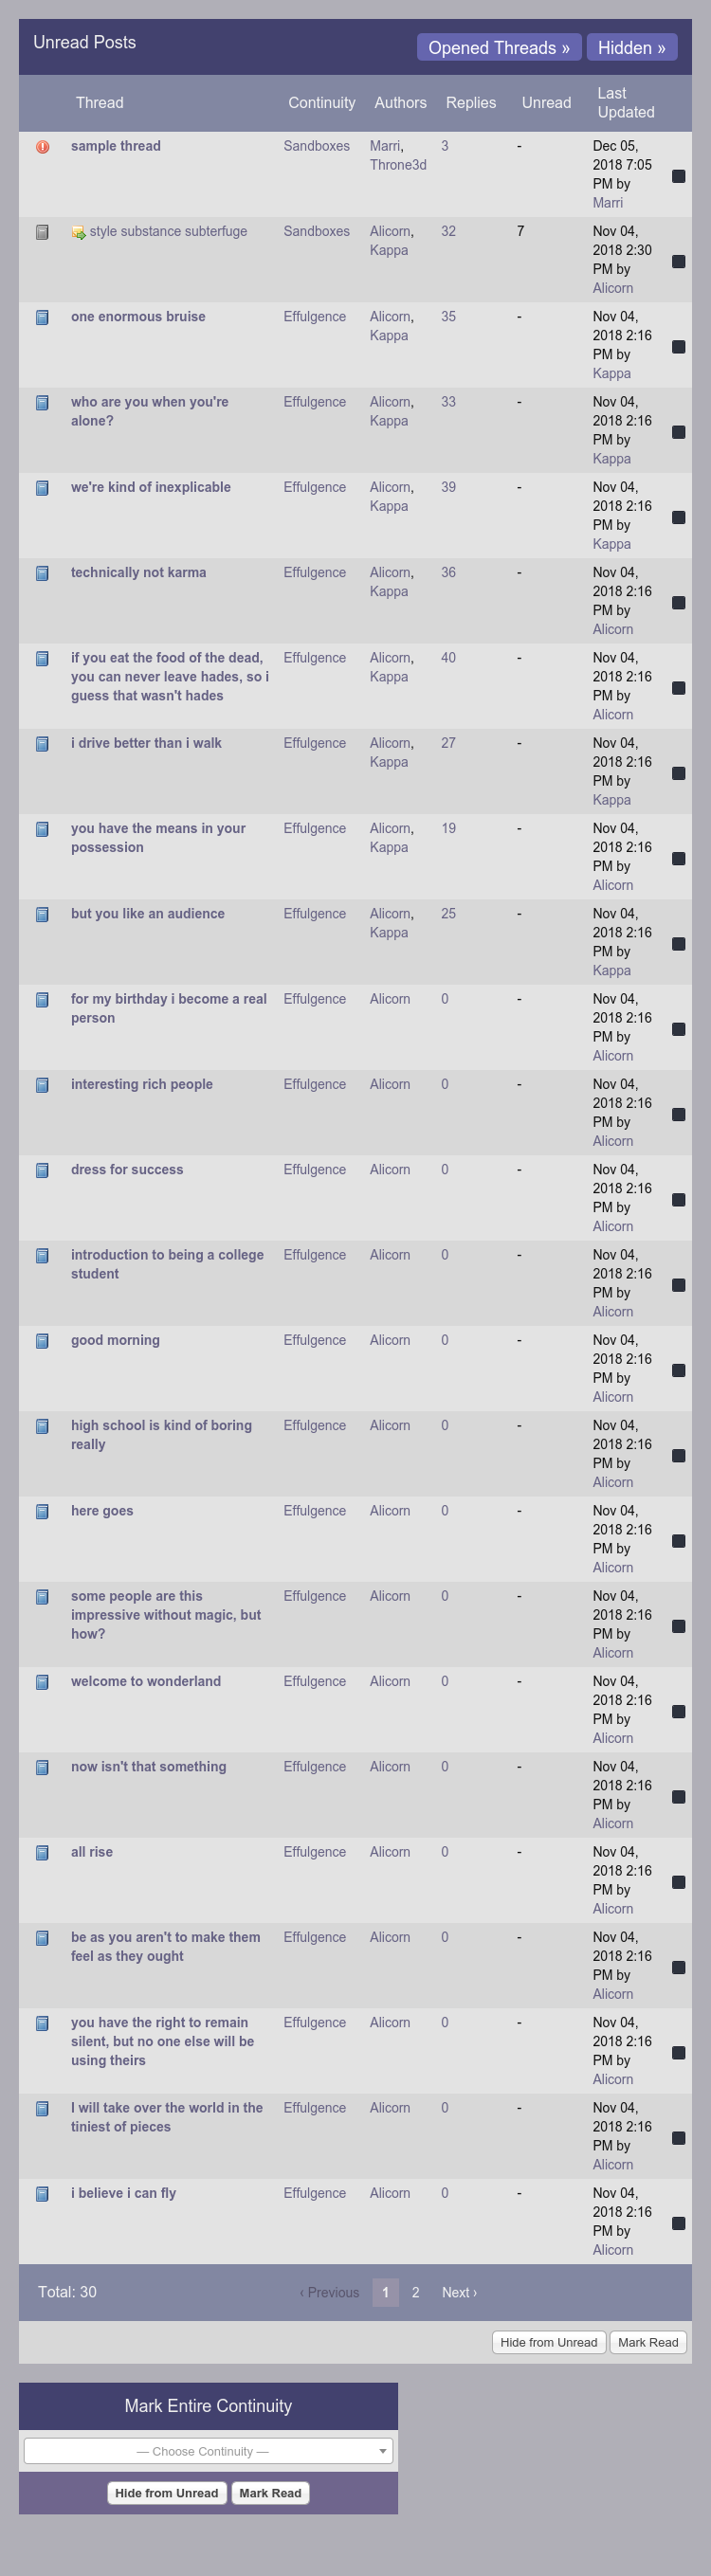 Unread Posts
Opened Threads »
Hidden »
Thread
Continuity
Authors
Replies
Unread
Last
Updated
sample thread
Sandboxes
Marri,
Throne3d
3
-
Dec 05,
2018 7:05
PM by
Marri
style substance subterfuge
Sandboxes
Alicorn,
Kappa
32
7
Nov 04,
2018 2:30
PM by
Alicorn
one enormous bruise
Effulgence
Alicorn,
Kappa
35
-
Nov 04,
2018 2:16
PM by
Kappa
who are you when you're
alone?
Effulgence
Alicorn,
Kappa
33
-
Nov 04,
2018 2:16
PM by
Kappa
we're kind of inexplicable
Effulgence
Alicorn,
Kappa
39
-
Nov 04,
2018 2:16
PM by
Kappa
technically not karma
Effulgence
Alicorn,
Kappa
36
-
Nov 04,
2018 2:16
PM by
Alicorn
if you eat the food of the dead,
you can never leave hades, so i
guess that wasn't hades
Effulgence
Alicorn,
Kappa
40
-
Nov 04,
2018 2:16
PM by
Alicorn
i drive better than i walk
Effulgence
Alicorn,
Kappa
27
-
Nov 04,
2018 2:16
PM by
Kappa
you have the means in your
possession
Effulgence
Alicorn,
Kappa
19
-
Nov 04,
2018 2:16
PM by
Alicorn
but you like an audience
Effulgence
Alicorn,
Kappa
25
-
Nov 04,
2018 2:16
PM by
Kappa
for my birthday i become a real
person
Effulgence
Alicorn
0
-
Nov 04,
2018 2:16
PM by
Alicorn
interesting rich people
Effulgence
Alicorn
0
-
Nov 04,
2018 2:16
PM by
Alicorn
dress for success
Effulgence
Alicorn
0
-
Nov 04,
2018 2:16
PM by
Alicorn
introduction to being a college
student
Effulgence
Alicorn
0
-
Nov 04,
2018 2:16
PM by
Alicorn
good morning
Effulgence
Alicorn
0
-
Nov 04,
2018 2:16
PM by
Alicorn
high school is kind of boring
really
Effulgence
Alicorn
0
-
Nov 04,
2018 2:16
PM by
Alicorn
here goes
Effulgence
Alicorn
0
-
Nov 04,
2018 2:16
PM by
Alicorn
some people are this
impressive without magic, but
how?
Effulgence
Alicorn
0
-
Nov 04,
2018 2:16
PM by
Alicorn
welcome to wonderland
Effulgence
Alicorn
0
-
Nov 04,
2018 2:16
PM by
Alicorn
now isn't that something
Effulgence
Alicorn
0
-
Nov 04,
2018 2:16
PM by
Alicorn
all rise
Effulgence
Alicorn
0
-
Nov 04,
2018 2:16
PM by
Alicorn
be as you aren't to make them
feel as they ought
Effulgence
Alicorn
0
-
Nov 04,
2018 2:16
PM by
Alicorn
you have the right to remain
silent, but no one else will be
using theirs
Effulgence
Alicorn
0
-
Nov 04,
2018 2:16
PM by
Alicorn
I will take over the world in the
tiniest of pieces
Effulgence
Alicorn
0
-
Nov 04,
2018 2:16
PM by
Alicorn
i believe i can fly
Effulgence
Alicorn
0
-
Nov 04,
2018 2:16
PM by
Alicorn
Total: 30
‹ Previous
1
2
Next ›
Hide from Unread
Mark Read
Mark Entire Continuity
— Choose Continuity —
Hide from Unread
Mark Read